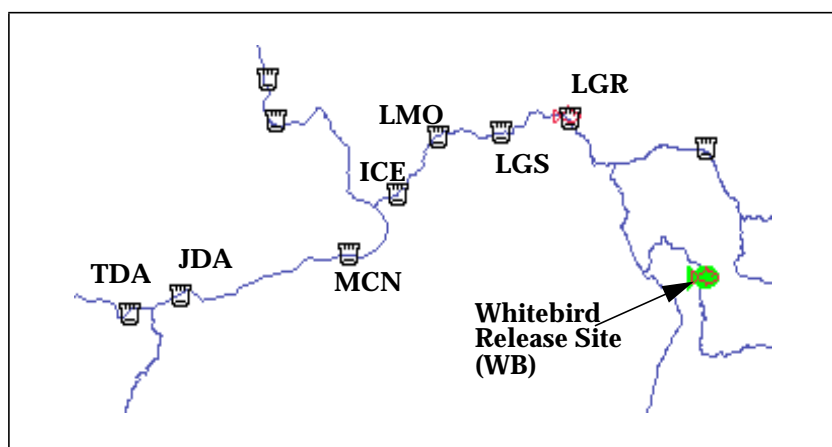 LGR
LMO
LGS
ICE
TDA
JDA
MCN
Whitebird
Release Site
(WB)